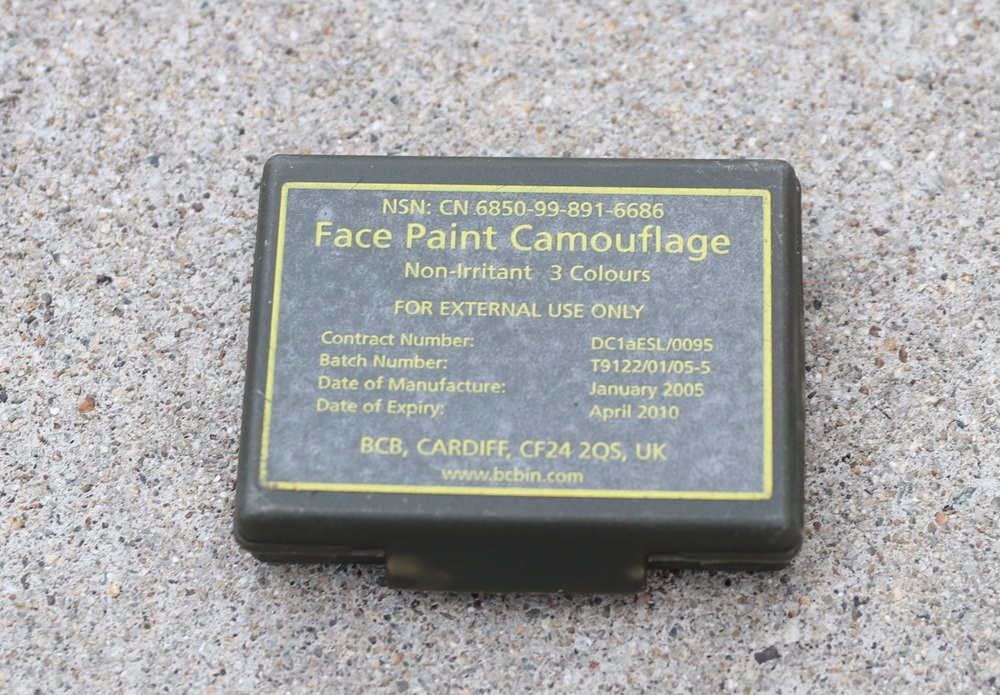 NSN: CN 6850-99-891-6686
Face Paint Camouflage
Non-Irritant 3 Colours
FOR EXTERNAL USE ONLY
Contract Number: DC1aESL/0095
Batch Number: T9122/01/05-5
Date of Manufacture: January 2005
Date of Expiry: April 2010
BCB, CARDIFF, CF24 2QS, UK
www.bcbin.com